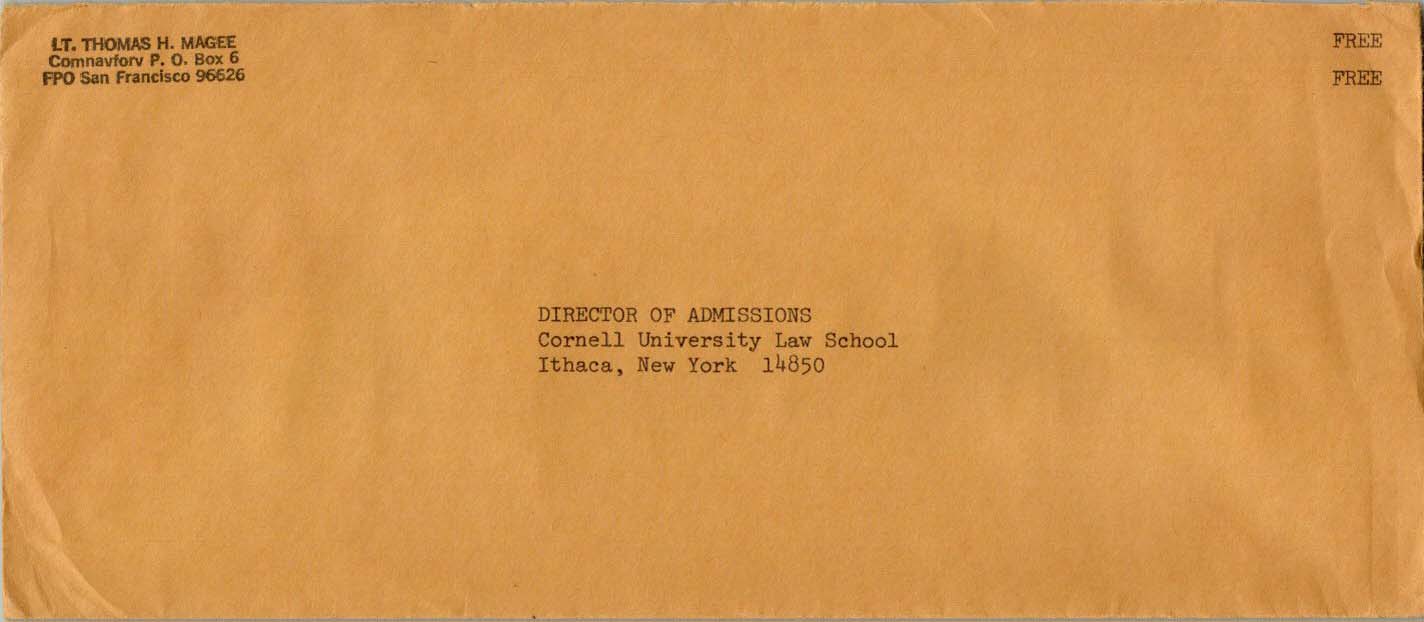 LT. THOMAS H. MAGEE
Comnavforv P. O. Box 6
FPO San Francisco 96626
FREE
FREE
DIRECTOR OF ADMISSIONS
Cornell University Law School
Ithaca, New York 14850